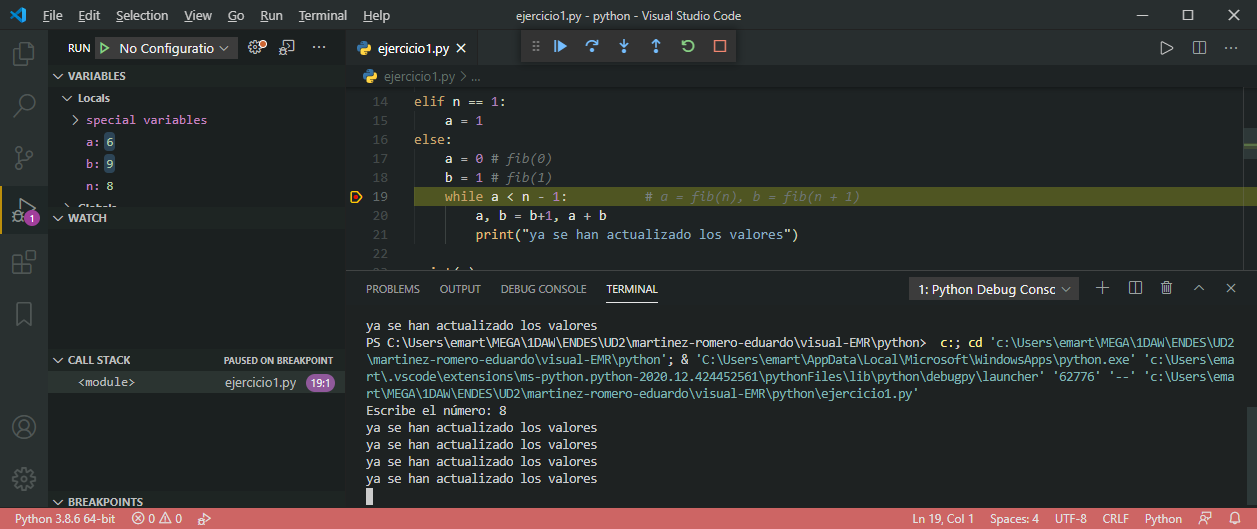 File Edit Selection View Go Run Terminal Help
ejercicio1.py - python - Visual Studio Code
RUN No Configuratio
VARIABLES
Locals
special variables
a: 6
b: 9
n: 8
WATCH
CALL STACK PAUSED ON BREAKPOINT
<module> ejercicio1.py 19:1
BREAKPOINTS
1
ejercicio1.py
ejercicio1.py > ...
14 elif n == 1:
15 a = 1
16 else:
17 a = 0 # fib(0)
18 b = 1 # fib(1)
19 while a < n - 1: # a = fib(n), b = fib(n + 1)
20 a, b = b+1, a + b
21 print("ya se han actualizado los valores")
22
PROBLEMS OUTPUT DEBUG CONSOLE TERMINAL 1: Python Debug Consc
ya se han actualizado los valores
PS C:\Users\emart\MEGA\1DAW\ENDES\UD2\martinez-romero-eduardo\visual-EMR\python> c:; cd 'c:\Users\emart\MEGA\1DAW\ENDES\UD2
\martinez-romero-eduardo\visual-EMR\python'; & 'C:\Users\emart\AppData\Local\Microsoft\WindowsApps\python.exe' 'c:\Users\em
art\.vscode\extensions\ms-python.python-2020.12.424452561\pythonFiles\lib\python\debugpy\launcher' '62776' '--' 'c:\Users\ema
rt\MEGA\1DAW\ENDES\UD2\martinez-romero-eduardo\visual-EMR\python\ejercicio1.py'
Escribe el número: 8
ya se han actualizado los valores
ya se han actualizado los valores
ya se han actualizado los valores
ya se han actualizado los valores
Python 3.8.6 64-bit 0 0 Ln 19, Col 1 Spaces: 4 UTF-8 CRLF Python